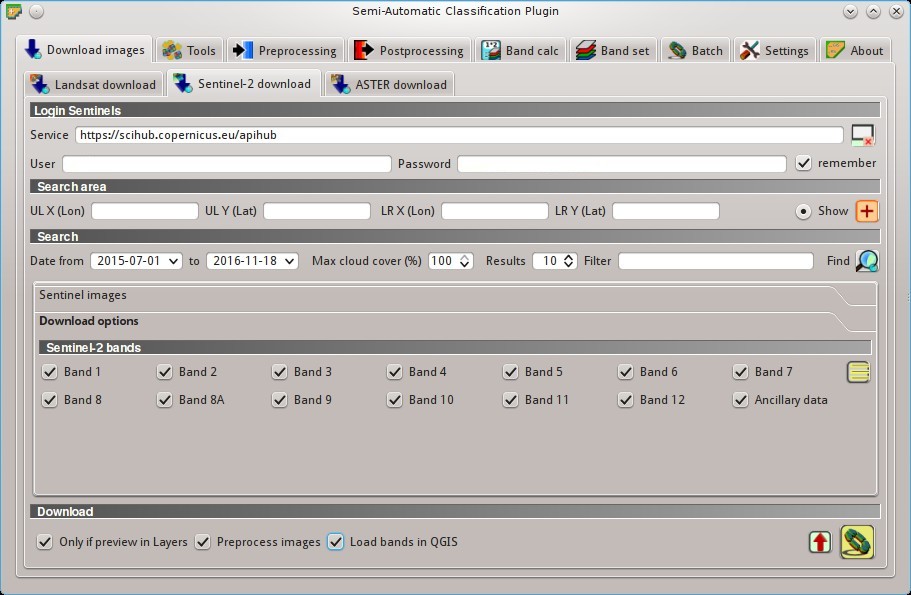 Semi-Automatic Classification Plugin
Download images Tools Preprocessing Postprocessing Band calc Band set Batch Settings About
Landsat download Sentinel-2 download ASTER download
Login Sentinels
Service https://scihub.copernicus.eu/apihub
User Password remember
Search area
UL X (Lon) UL Y (Lat) LR X (Lon) LR Y (Lat) Show
Search
Date from 2015-07-01 to 2016-11-18 Max cloud cover (%) 100 Results 10 Filter Find
Sentinel images
Download options
Sentinel-2 bands
Band 1 Band 2 Band 3 Band 4 Band 5 Band 6 Band 7
Band 8 Band 8A Band 9 Band 10 Band 11 Band 12 Ancillary data
Download
Only if preview in Layers Preprocess images Load bands in QGIS